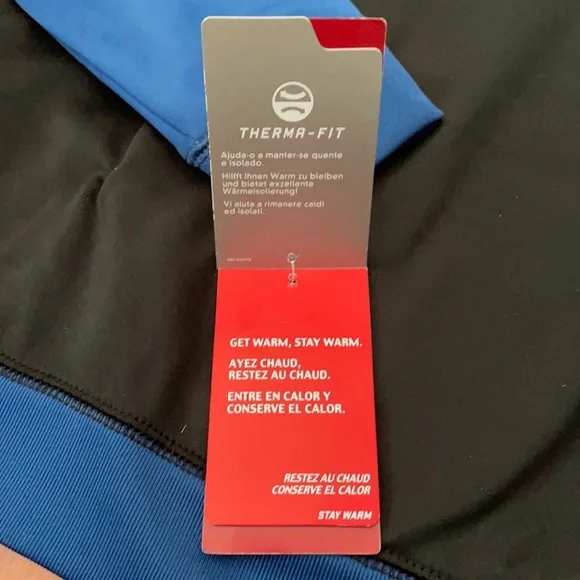 THERMA-FIT
Ajuda-o a manter-se quente
e isolado.
Hilft Ihnen Warm zu bleiben
und bietet exzellente
Wärmeisolierung!
Vi aiuta a rimanere caldi
ed isolati.
GET WARM, STAY WARM.
AYEZ CHAUD,
RESTEZ AU CHAUD.
ENTRE EN CALOR Y
CONSERVE EL CALOR.
RESTEZ AU CHAUD
CONSERVE EL CALOR
STAY WARM